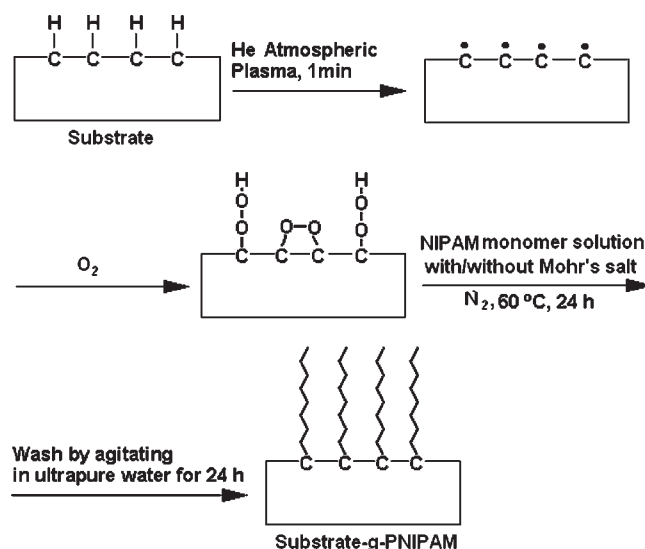 H H H H
C C C C
He Atmospheric
Plasma, 1min
• • • •
C C C C
Substrate
H H
O O
O O–O O
C C C C
O2
NIPAM monomer solution
with/without Mohr's salt
N2, 60 ºC, 24 h
Wash by agitating
in ultrapure water for 24 h
C C C C
Substrate-g-PNIPAM